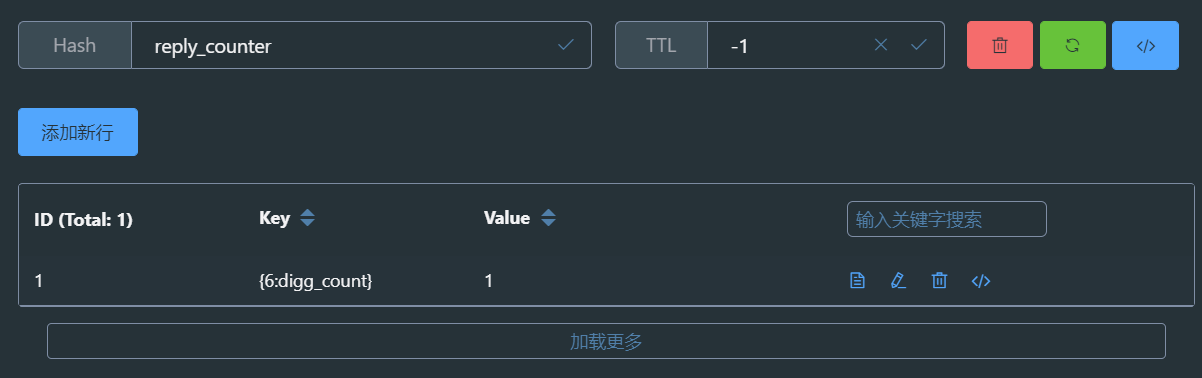 Hash reply_counter TTL -1
添加新行
ID (Total: 1) Key Value 输入关键字搜索
1 {6:digg_count} 1
加载更多